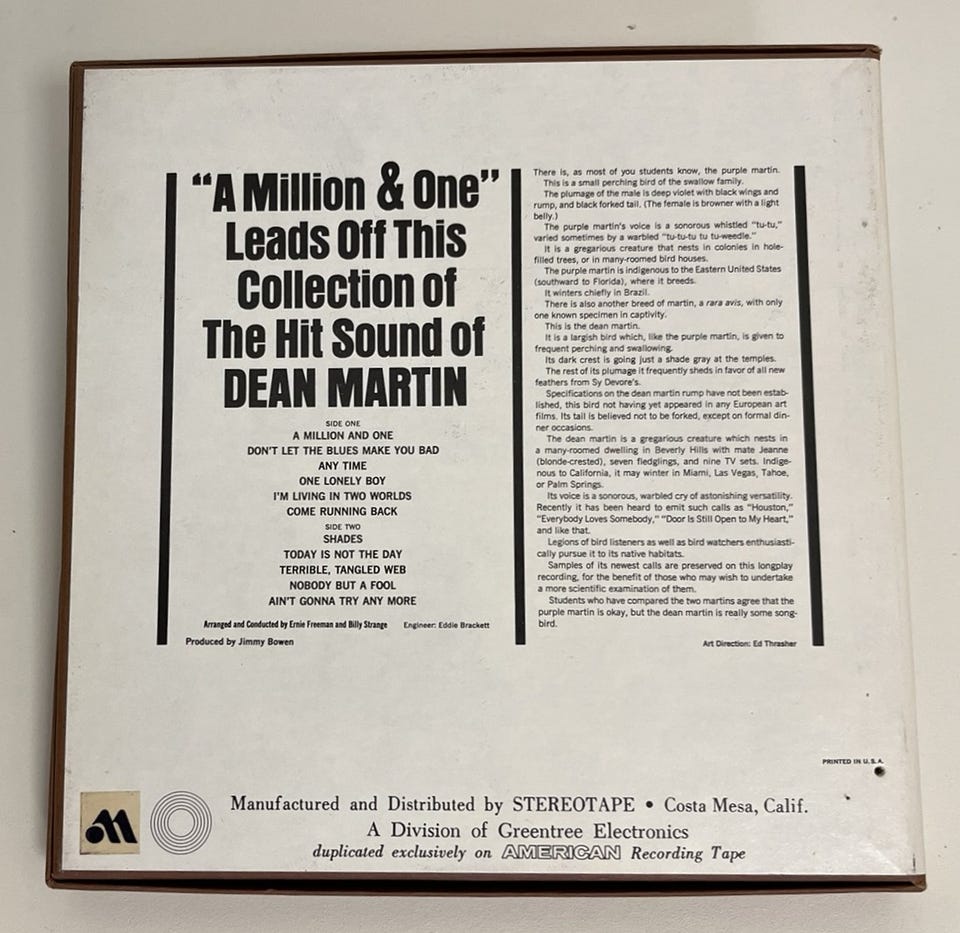 “A Million & One”
Leads Off This
Collection of
The Hit Sound of
DEAN MARTIN
SIDE ONE
A MILLION AND ONE
DON'T LET THE BLUES MAKE YOU BAD
ANY TIME
ONE LONELY BOY
I'M LIVING IN TWO WORLDS
COME RUNNING BACK
SIDE TWO
SHADES
TODAY IS NOT THE DAY
TERRIBLE, TANGLED WEB
NOBODY BUT A FOOL
AIN'T GONNA TRY ANY MORE
Arranged and Conducted by Ernie Freeman and Billy Strange Engineer: Eddie Brackett
Produced by Jimmy Bowen
There is, as most of you students know, the purple martin.
This is a small perching bird of the swallow family.
The plumage of the male is deep violet with black wings and
rump, and black forked tail. (The female is browner with a light
belly.)
The purple martin's voice is a sonorous whistled “tu-tu,”
varied sometimes by a warbled “tu-tu-tu tu tu-weedle.”
It is a gregarious creature that nests in colonies in hole-
filled trees, or in many-roomed bird houses.
The purple martin is indigenous to the Eastern United States
(southward to Florida), where it breeds.
It winters chiefly in Brazil.
There is also another breed of martin, a rara avis, with only
one known specimen in captivity.
This is the dean martin.
It is a largish bird which, like the purple martin, is given to
frequent perching and swallowing.
Its dark crest is going just a shade gray at the temples.
The rest of its plumage it frequently sheds in favor of all new
feathers from Sy Devore's.
Specifications on the dean martin rump have not been estab-
lished, this bird not having yet appeared in any European art
films. Its tail is believed not to be forked, except on formal din-
ner occasions.
The dean martin is a gregarious creature which nests in
a many-roomed dwelling in Beverly Hills with mate Jeanne
(blonde-crested), seven fledglings, and nine TV sets. Indige-
nous to California, it may winter in Miami, Las Vegas, Tahoe,
or Palm Springs.
Its voice is a sonorous, warbled cry of astonishing versatility.
Recently it has been heard to emit such calls as “Houston,”
“Everybody Loves Somebody,” “Door Is Still Open to My Heart,”
and like that.
Legions of bird listeners as well as bird watchers enthusiasti-
cally pursue it to its native habitats.
Samples of its newest calls are preserved on this longplay
recording, for the benefit of those who may wish to undertake
a more scientific examination of them.
Students who have compared the two martins agree that the
purple martin is okay, but the dean martin is really some song-
bird.
Art Direction: Ed Thrasher
PRINTED IN U.S.A.
Manufactured and Distributed by STEREOTAPE • Costa Mesa, Calif.
A Division of Greentree Electronics
duplicated exclusively on AMERICAN Recording Tape